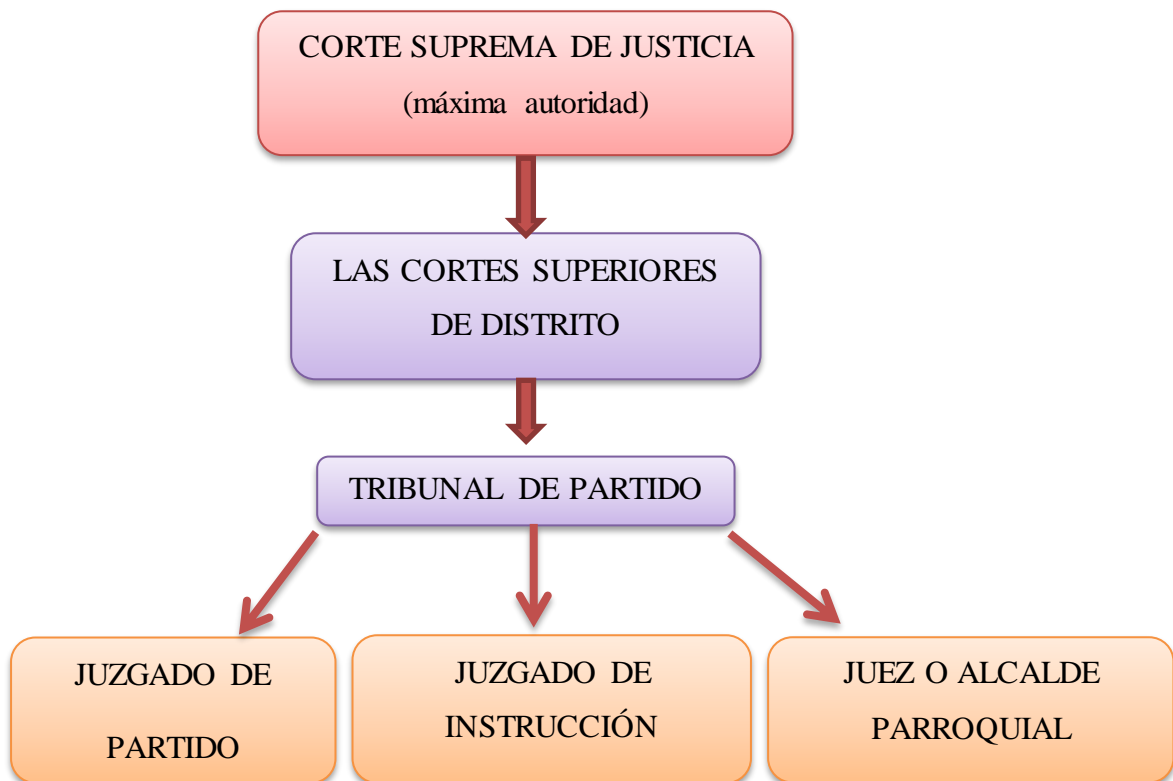 CORTE SUPREMA DE JUSTICIA
(máxima autoridad)
LAS CORTES SUPERIORES
DE DISTRITO
TRIBUNAL DE PARTIDO
JUZGADO DE
PARTIDO
JUZGADO DE
INSTRUCCIÓN
JUEZ O ALCALDE
PARROQUIAL